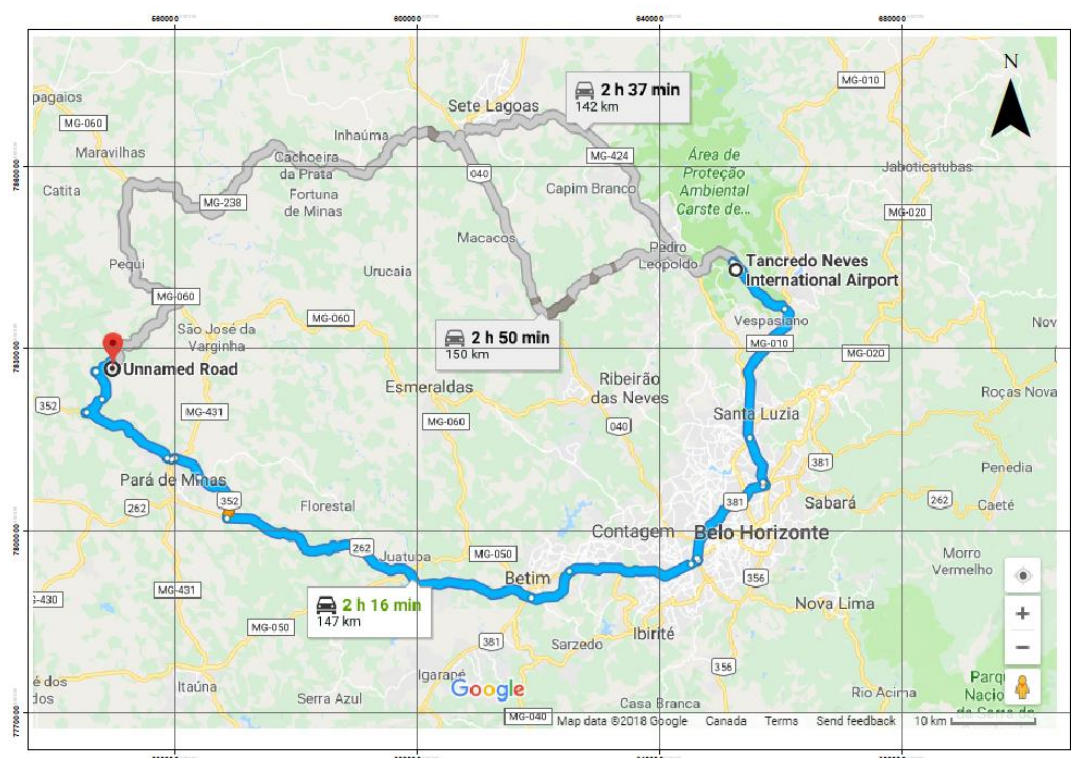 560000
600000
640000
680000
N
MG-010
papagaios
MG-060
Sete Lagoas
2 h 37 min
142 km
Inhaúma
Maravilhas
MG-424
Área de
Proteção
Ambiental
Carste de...
Jaboticatubas
Cachoeira
da Prata
040
Capim Branco
Catita
Fortuna
de Minas
MG-238
MG-020
Macacos
Pedro
Leopoldo
Pequi
Urucaia
Tancredo Neves
International Airport
MG-060
São José da
Varginha
MG-060
2 h 50 min
150 km
Vespasiano
MG-010
Nov
MG-020
Unnamed Road
Esmeraldas
Ribeirão
das Neves
Roças Nova
352
MG-431
MG-060
040
Santa Luzia
381
Penedia
Pará de Minas
352
Florestal
381
Sabará
262
Caeté
262
Contagem
Belo Horizonte
262
Juatuba
MG-050
Betim
Morro
Vermelho
356
MG-431
2 h 16 min
147 km
Nova Lima
MG-050
Ibirité
381
Sarzedo
356
Igarapé
Google
Itaúna
Serra Azul
Rio Acima
Casa Branca
MG-040
Map data ©2018 Google
Canada
Terms
Send feedback
10 km